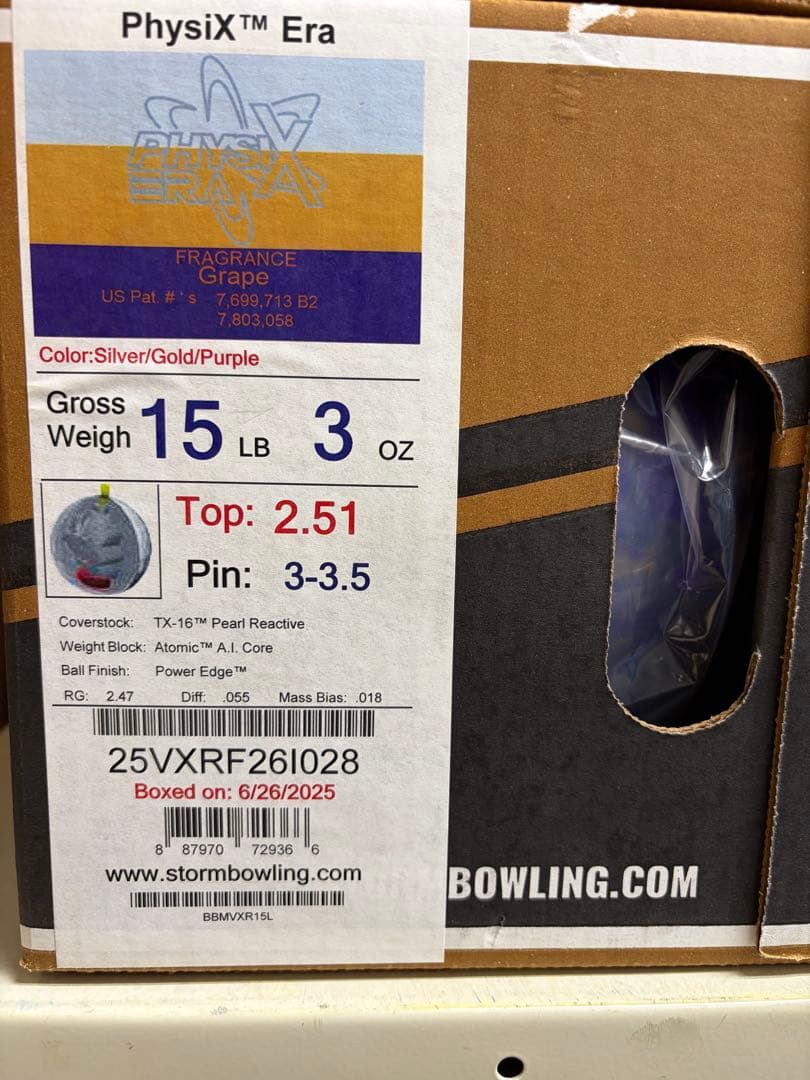 PhysiX™ Era
PHYSIX
ERA
FRAGRANCE
Grape
US Pat. # ' s 7,699,713 B2
7,803,058
Color:Silver/Gold/Purple
Gross
Weigh 15 LB 3 OZ
Top: 2.51
Pin: 3-3.5
Coverstock: TX-16™ Pearl Reactive
Weight Block: Atomic™ A.I. Core
Ball Finish: Power Edge™
RG: 2.47 Diff: .055 Mass Bias: .018
25VXRF26I028
Boxed on: 6/26/2025
8 87970 72936 6
www.stormbowling.com
BBMVXR15L
BOWLING.COM